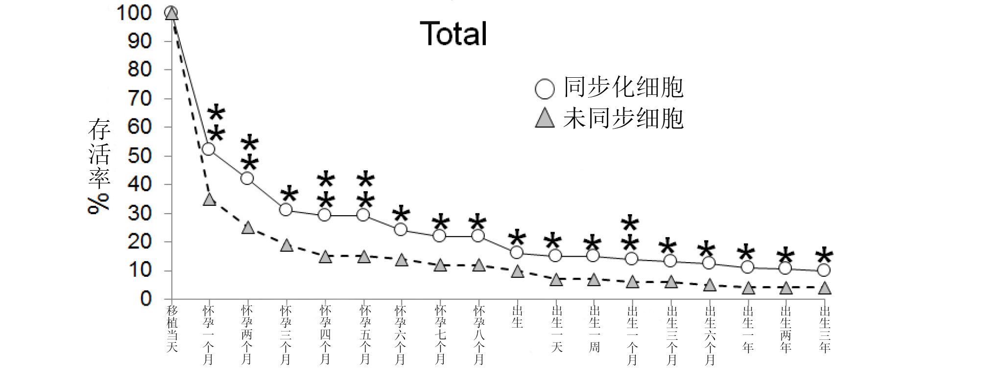 Total
同步化细胞
未同步细胞
存活率%
100
90
80
70
60
50
40
30
20
10
0
移植当天
怀孕一个月
怀孕两个月
怀孕三个月
怀孕四个月
怀孕五个月
怀孕六个月
怀孕七个月
怀孕八个月
出生
出生一天
出生一周
出生一个月
出生三个月
出生六个月
出生一年
出生两年
出生三年